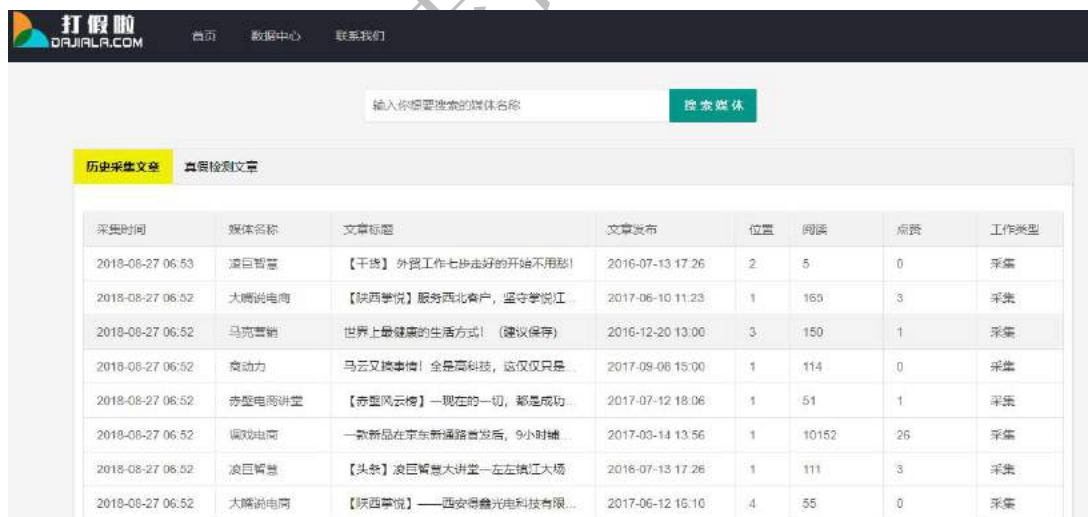 打假啦
DAJIALA.COM
首页 数据中心 联系我们
输入你想要搜索的媒体名称 搜索媒体
历史采集文章 真假检测文章
采集时间 媒体名称 文章标题 文章发布 位置 阅读 点赞 工作类型
2018-08-27 06:53 凌巨智慧 【干货】 外贸工作七步走好的开始不用愁! 2016-07-13 17:26 2 5 0 采集
2018-08-27 06:52 大嘴说电商 【陕西掌悦】服务西北客户，坚守掌悦江... 2017-06-10 11:23 1 165 3 采集
2018-08-27 06:52 马克营销 世界上最健康的生活方式! （建议保存） 2016-12-20 13:00 3 150 1 采集
2018-08-27 06:52 商动力 马云又搞事情! 全是高科技，这仅仅只是... 2017-09-08 15:00 1 114 0 采集
2018-08-27 06:52 赤壁电商讲堂 【赤壁风云榜】—现在的一切，都是成功... 2017-07-12 18:06 1 51 1 采集
2018-08-27 06:52 调戏电商 一款新品在京东新通路首发后，9小时铺... 2017-03-14 13:56 1 10152 26 采集
2018-08-27 06:52 凌巨智慧 【头条】凌巨智慧大讲堂—左左镇江大场 2016-07-13 17:26 1 111 3 采集
2018-08-27 06:52 大嘴说电商 【陕西掌悦】——西安得鑫光电科技有限... 2017-06-12 16:10 4 55 0 采集